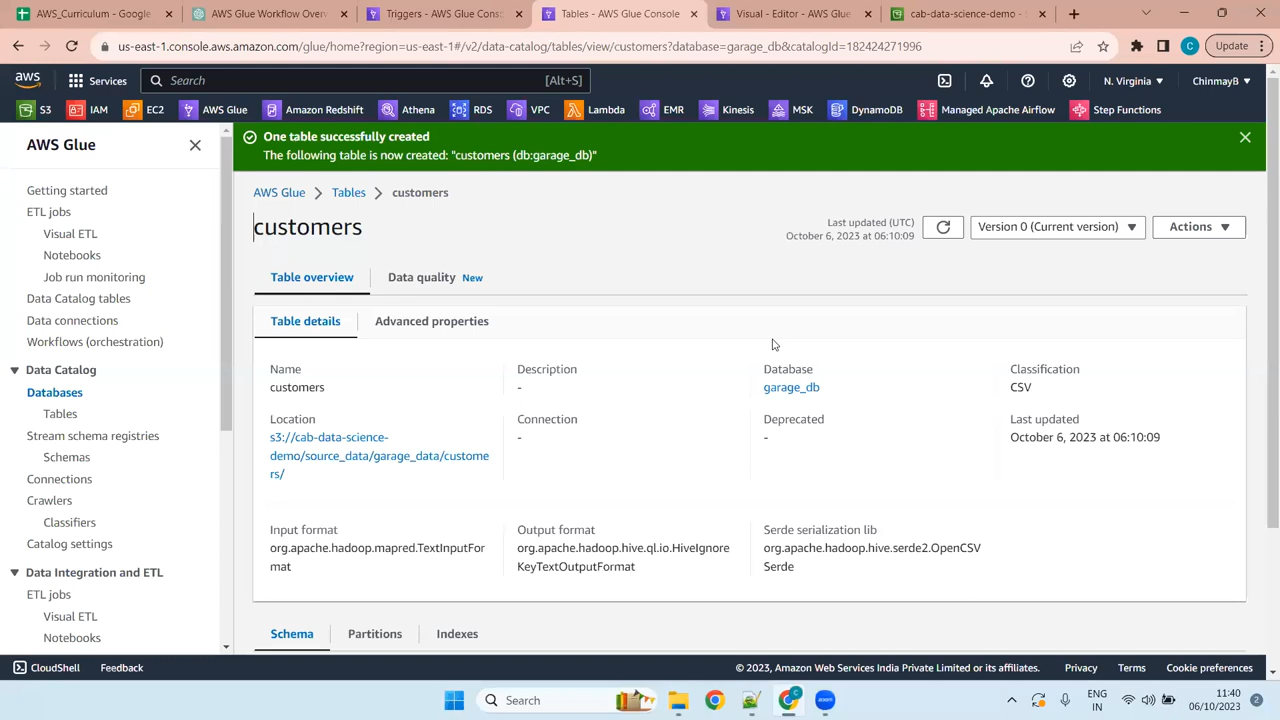 AWS_Curriculum - Google
AWS Glue Workflow Overv
Triggers - AWS Glue Conso
Tables - AWS Glue Console
Visual - Editor - AWS Glue
cab-data-science-demo -
us-east-1.console.aws.amazon.com/glue/home?region=us-east-1#/v2/data-catalog/tables/view/customers?database=garage_db&catalogId=182424271996
C
Update
aws
Services
Search
[Alt+S]
N. Virginia
ChinmayB
S3
IAM
EC2
AWS Glue
Amazon Redshift
Athena
RDS
VPC
Lambda
EMR
Kinesis
MSK
DynamoDB
Managed Apache Airflow
Step Functions
AWS Glue
Getting started
ETL jobs
Visual ETL
Notebooks
Job run monitoring
Data Catalog tables
Data connections
Workflows (orchestration)
Data Catalog
Databases
Tables
Stream schema registries
Schemas
Connections
Crawlers
Classifiers
Catalog settings
Data Integration and ETL
ETL jobs
Visual ETL
Notebooks
One table successfully created
The following table is now created: "customers (db:garage_db)"
AWS Glue
Tables
customers
customers
Last updated (UTC)
October 6, 2023 at 06:10:09
Version 0 (Current version)
Actions
Table overview
Data quality New
Table details
Advanced properties
Name
customers
Description
-
Database
garage_db
Classification
CSV
Location
s3://cab-data-science-
demo/source_data/garage_data/custome
rs/
Connection
-
Deprecated
-
Last updated
October 6, 2023 at 06:10:09
Input format
org.apache.hadoop.mapred.TextInputFor
mat
Output format
org.apache.hadoop.hive.ql.io.HiveIgnore
KeyTextOutputFormat
Serde serialization lib
org.apache.hadoop.hive.serde2.OpenCSV
Serde
Schema
Partitions
Indexes
CloudShell
Feedback
© 2023, Amazon Web Services India Private Limited or its affiliates.
Privacy
Terms
Cookie preferences
Search
C
zoom
ENG
IN
11:40
06/10/2023
2